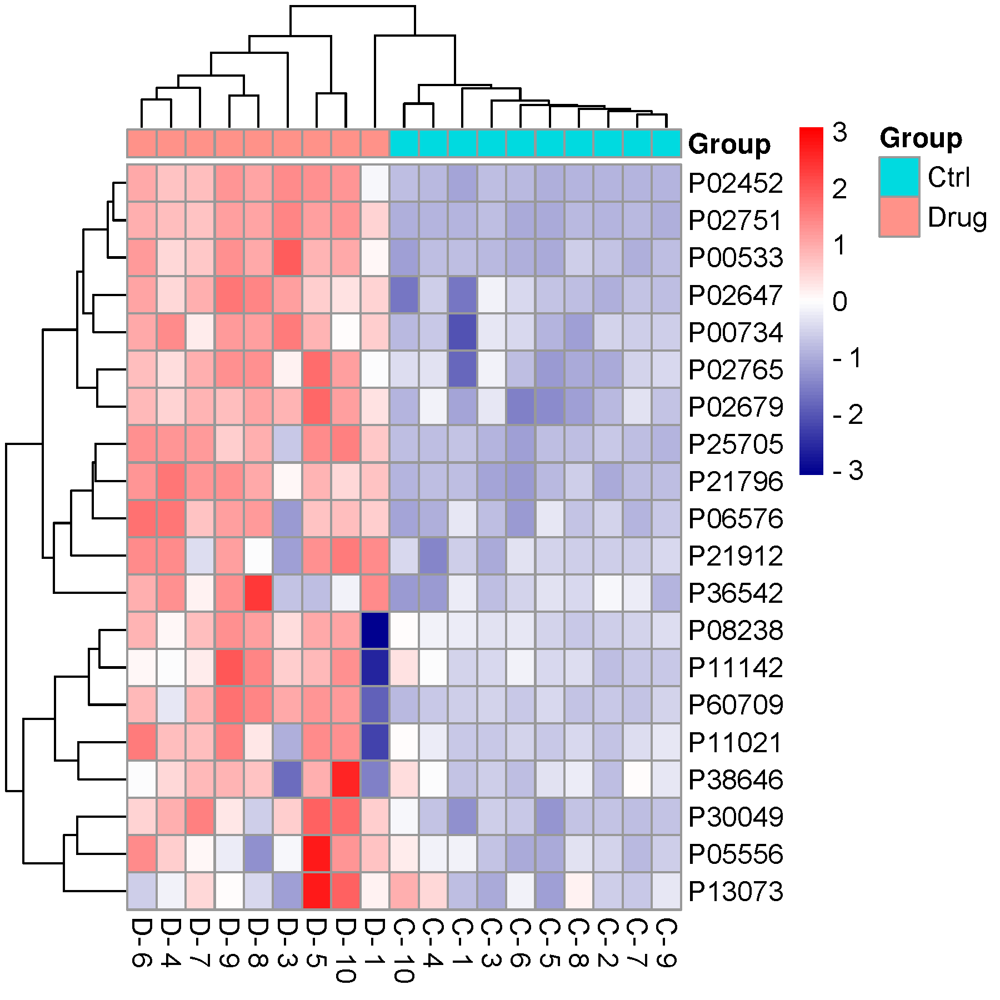 Group
P02452
P02751
P00533
P02647
P00734
P02765
P02679
P25705
P21796
P06576
P21912
P36542
P08238
P11142
P60709
P11021
P38646
P30049
P05556
P13073
D-6
D-4
D-7
D-9
D-8
D-3
D-5
D-10
D-1
C-10
C-4
C-1
C-3
C-6
C-5
C-8
C-2
C-7
C-9
3
2
1
0
-1
-2
-3
Group
Ctrl
Drug